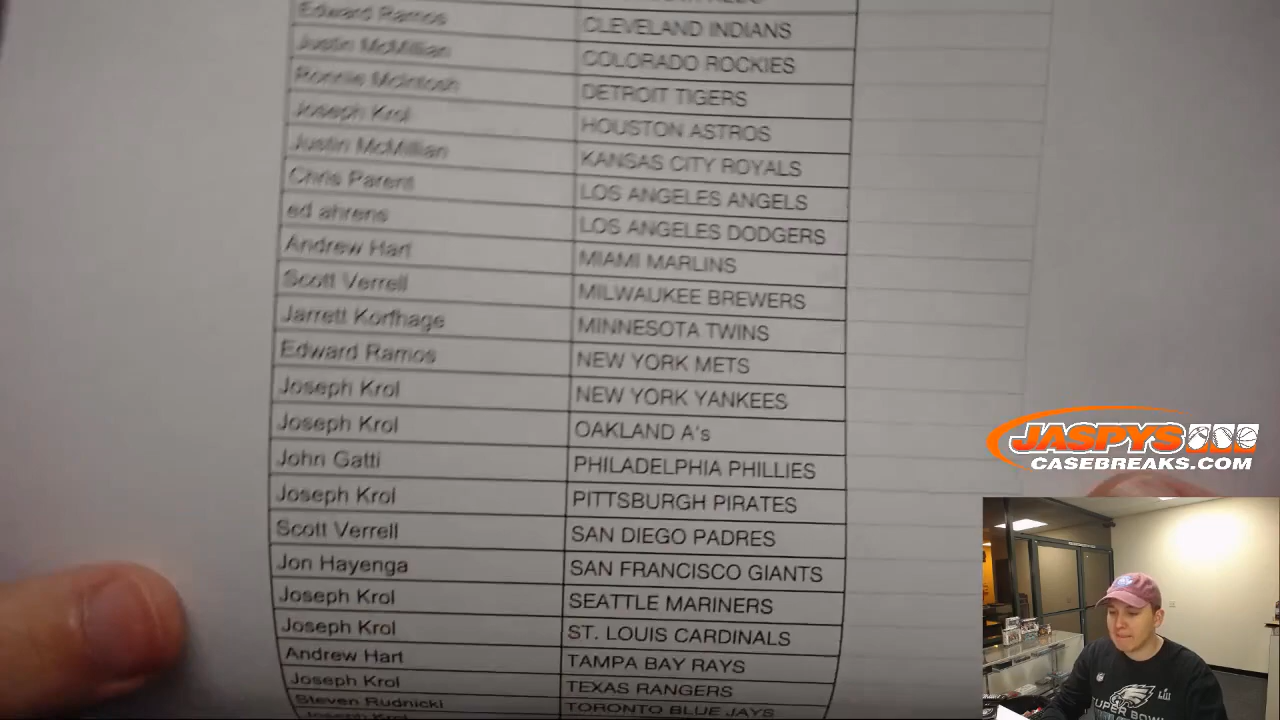 Edward Ramos CLEVELAND INDIANS
Justin McMillian COLORADO ROCKIES
Ronnie McIntosh DETROIT TIGERS
Joseph Krol HOUSTON ASTROS
Justin McMillian KANSAS CITY ROYALS
Chris Parent LOS ANGELES ANGELS
ed ahrens LOS ANGELES DODGERS
Andrew Hart MIAMI MARLINS
Scott Verrell MILWAUKEE BREWERS
Jarrett Korfhage MINNESOTA TWINS
Edward Ramos NEW YORK METS
Joseph Krol NEW YORK YANKEES
Joseph Krol OAKLAND A's
John Gatti PHILADELPHIA PHILLIES
Joseph Krol PITTSBURGH PIRATES
Scott Verrell SAN DIEGO PADRES
Jon Hayenga SAN FRANCISCO GIANTS
Joseph Krol SEATTLE MARINERS
Joseph Krol ST. LOUIS CARDINALS
Andrew Hart TAMPA BAY RAYS
Joseph Krol TEXAS RANGERS
Steven Rudnicki TORONTO BLUE JAYS
Joseph Krol
JASPYS
CASEBREAKS.COM
LII
SUPER BOWL